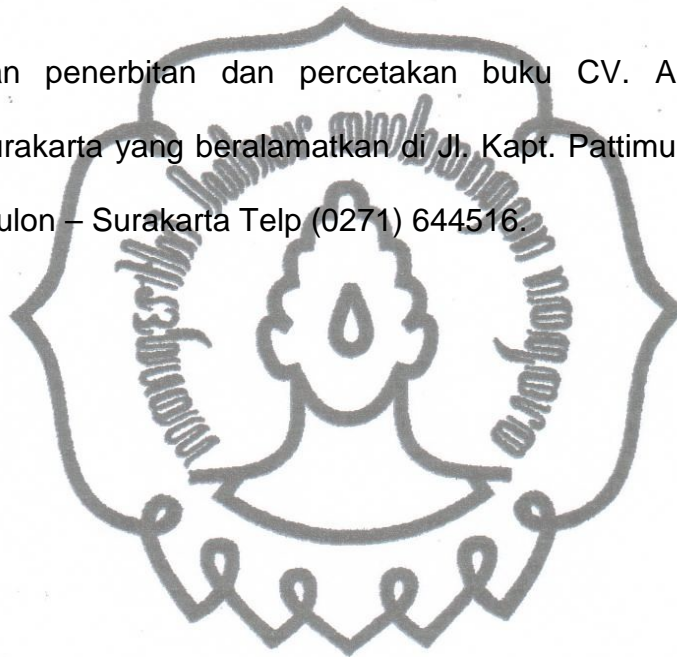 an penerbitan dan percetakan buku CV. A
urakarta yang beralamatkan di Jl. Kapt. Pattimu
ulon – Surakarta Telp (0271) 644516.